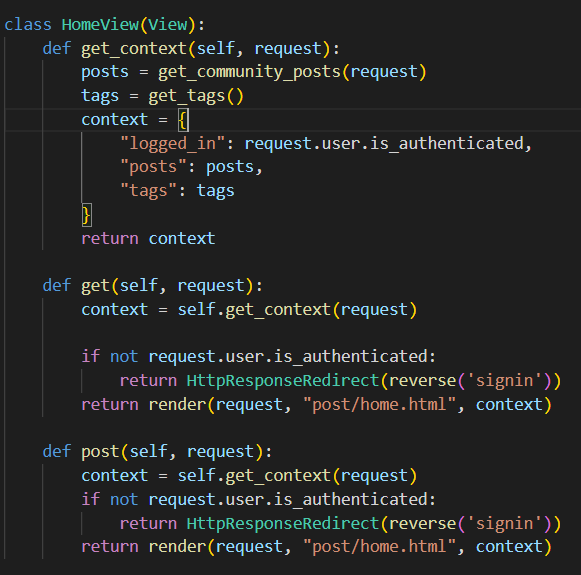 class HomeView(View):
    def get_context(self, request):
        posts = get_community_posts(request)
        tags = get_tags()
        context = {
            "logged_in": request.user.is_authenticated,
            "posts": posts,
            "tags": tags
        }
        return context

    def get(self, request):
        context = self.get_context(request)

        if not request.user.is_authenticated:
            return HttpResponseRedirect(reverse('signin'))
        return render(request, "post/home.html", context)

    def post(self, request):
        context = self.get_context(request)
        if not request.user.is_authenticated:
            return HttpResponseRedirect(reverse('signin'))
        return render(request, "post/home.html", context)